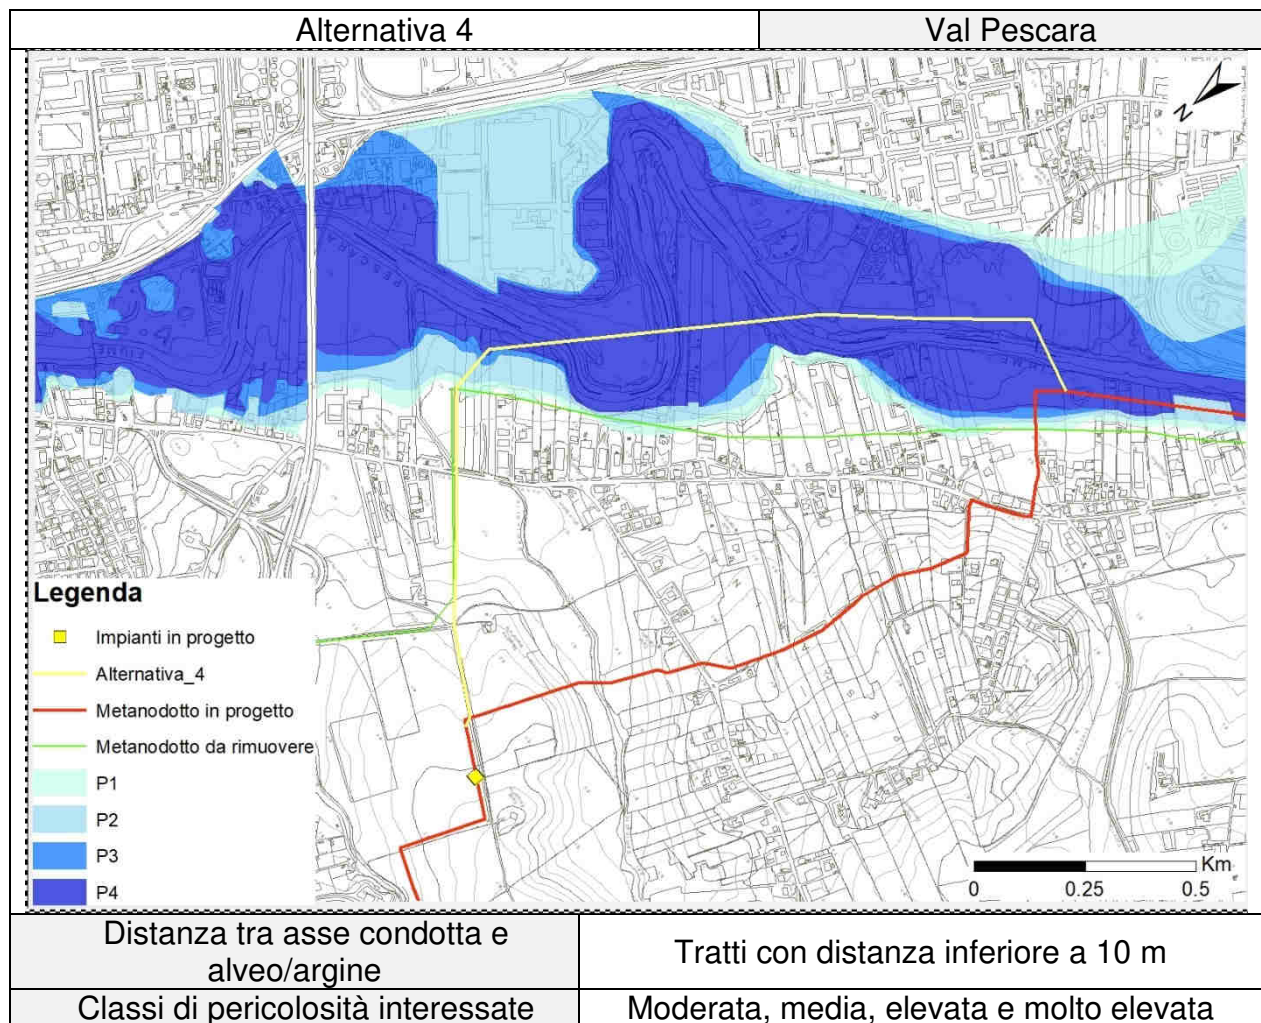 Alternativa 4
Val Pescara
N
PESCARA
FIUME
Legenda
Impianti in progetto
Alternativa_4
Metanodotto in progetto
Metanodotto da rimuovere
P1
P2
P3
P4
Km
0 0.25 0.5
Distanza tra asse condotta e
alveo/argine
Tratti con distanza inferiore a 10 m
Classi di pericolosità interessate
Moderata, media, elevata e molto elevata